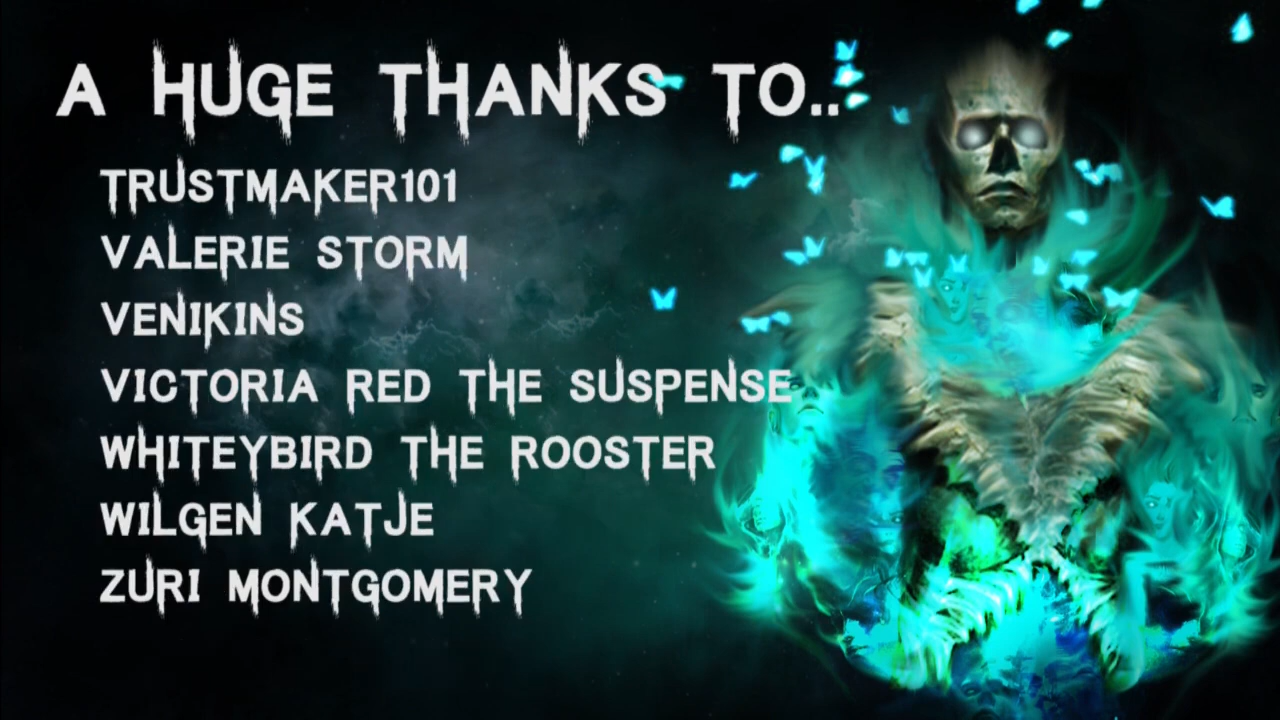 A HUGE THANKS TO..
TRUSTMAKER101
VALERIE STORM
VENIKINS
VICTORIA RED THE SUSPENSE
WHITEYBIRD THE ROOSTER
WILGEN KATJE
ZURI MONTGOMERY